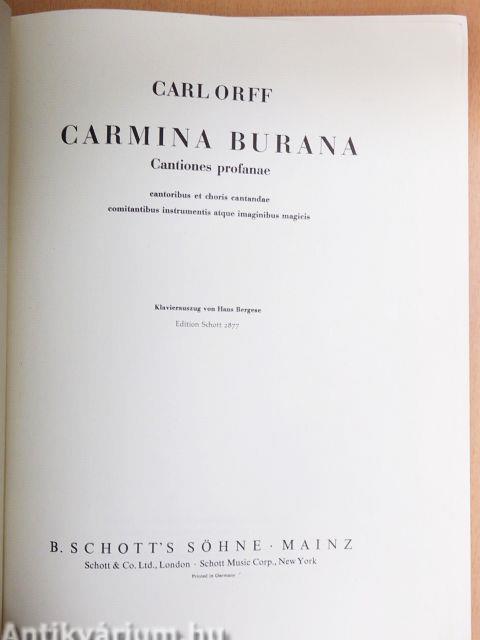 CARL ORFF
CARMINA BURANA
Cantiones profanae
cantoribus et choris cantandae
comitantibus instrumentis atque imaginibus magicis
Klavierauszug von Hans Bergese
Edition Schott 2877
B. SCHOTT'S SÖHNE · MAINZ
Schott & Co. Ltd., London · Schott Music Corp., New York
Printed in Germany
Antikvárium.hu